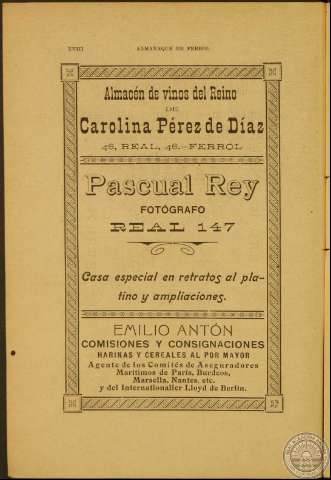 XVIII ALMANAQUE DE FERROL
Almacén de vinos del Reino
DE
Carolina Pérez de Díaz
46, REAL, 46.—FERROL
Pascual Rey
FOTÓGRAFO
REAL 147
Casa especial en retratos al pla-
tino y ampliaciones.
EMILIO ANTÓN
COMISIONES Y CONSIGNACIONES
HARINAS Y CEREALES AL POR MAYOR
Agente de los Comités de Aseguradores
Marítimos de París, Burdeos,
Marsella, Nantes, etc.
y del Internationaller Lloyd de Berlin.